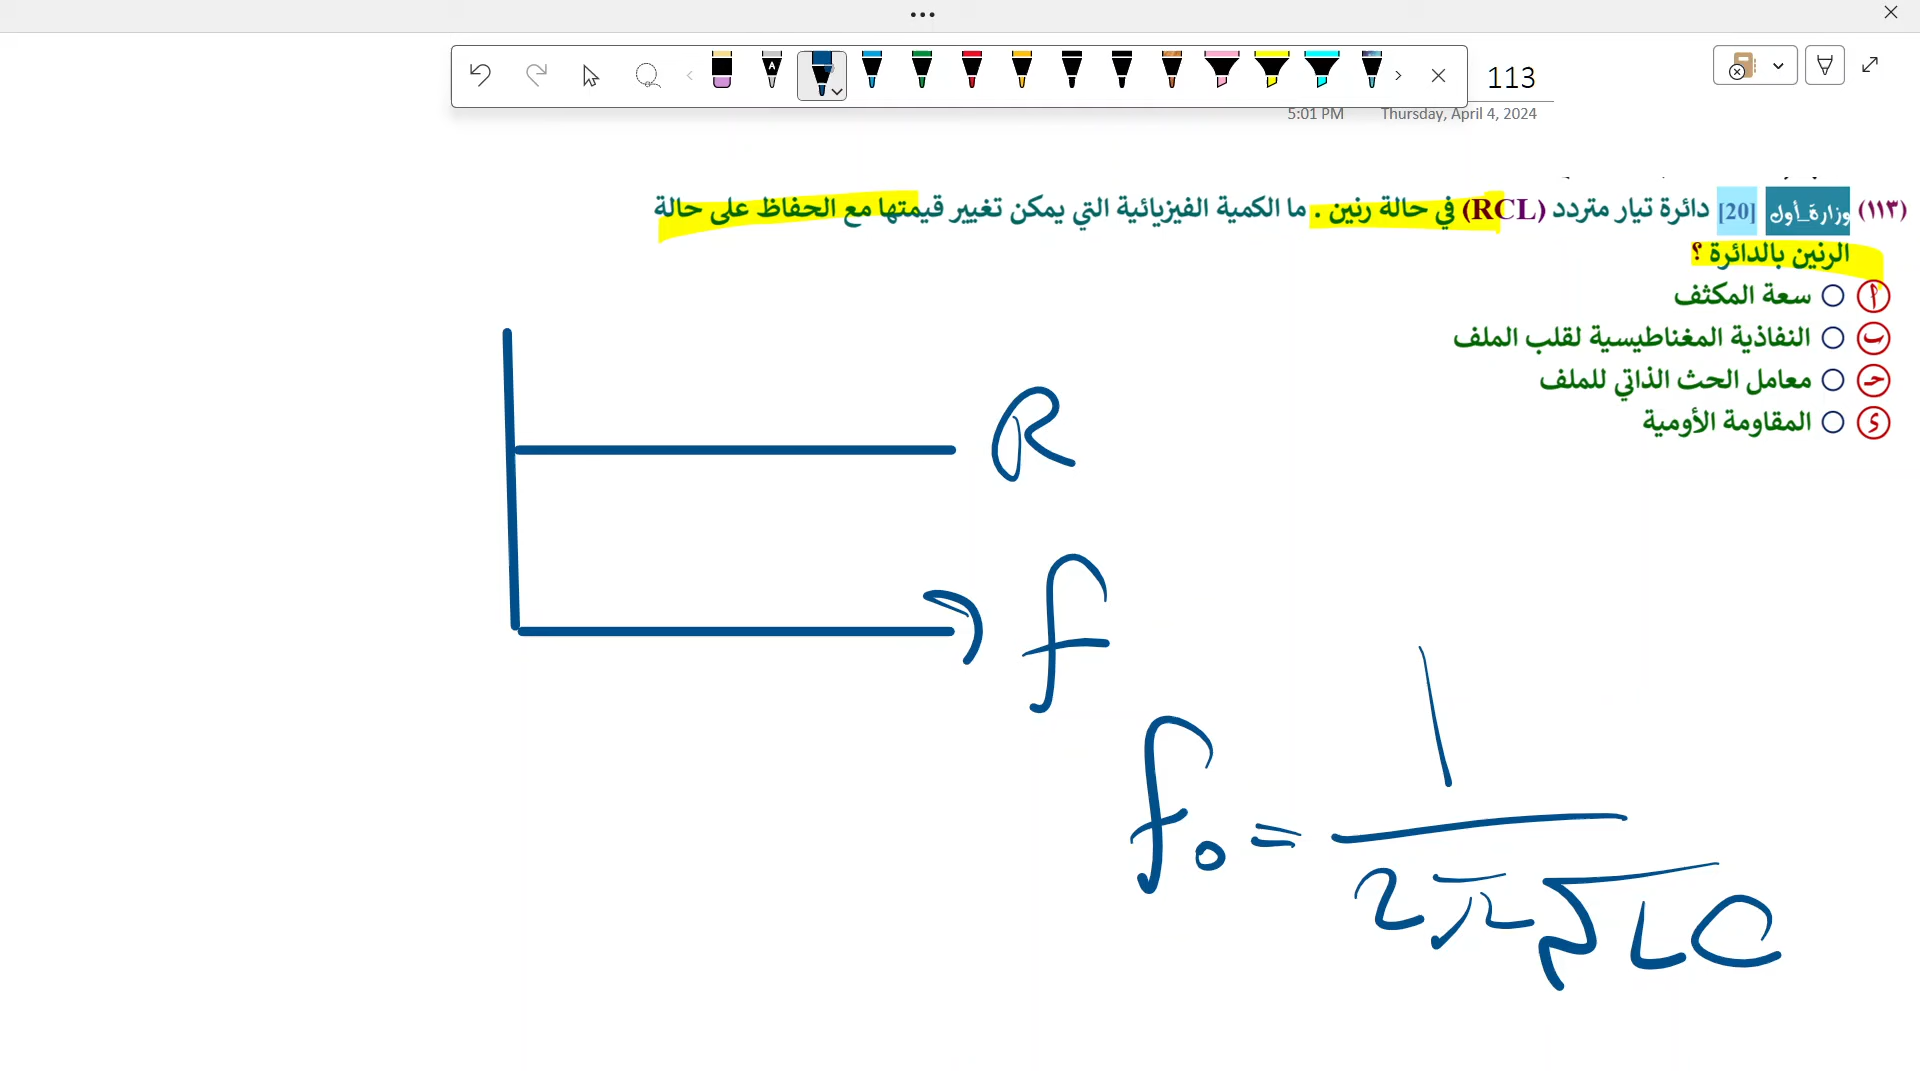 113
5:01 PM Thursday, April 4, 2024
(١١٣) وزارة_أول [20] دائرة تيار متردد (RCL) في حالة رنين . ما الكمية الفيزيائية التي يمكن تغيير قيمتها مع الحفاظ على حالة
الرنين بالدائرة ؟
أ سعة المكثف
ب النفاذية المغناطيسية لقلب الملف
حـ معامل الحث الذاتي للملف
د المقاومة الأومية
R
f
f₀ = 1 / 2π√LC